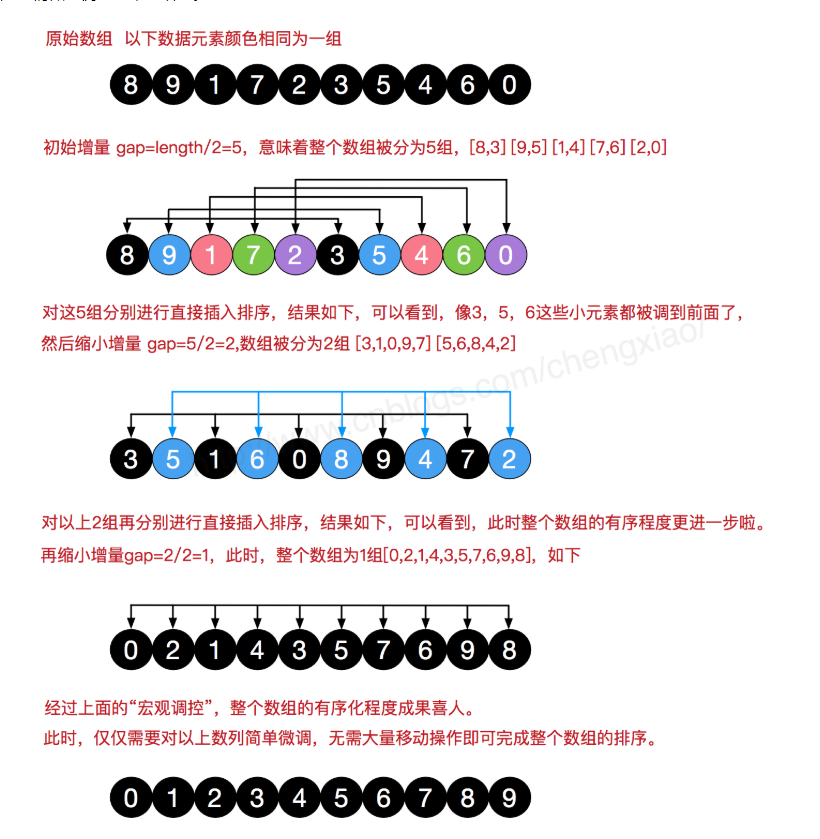 原始数组 以下数据元素颜色相同为一组
8 9 1 7 2 3 5 4 6 0
初始增量 gap=length/2=5，意味着整个数组被分为5组，[8,3] [9,5] [1,4] [7,6] [2,0]
8 9 1 7 2 3 5 4 6 0
对这5组分别进行直接插入排序，结果如下，可以看到，像3，5，6这些小元素都被调到前面了，
然后缩小增量 gap=5/2=2,数组被分为2组 [3,1,0,9,7] [5,6,8,4,2]
www.cnblogs.com/chengxiao/
3 5 1 6 0 8 9 4 7 2
对以上2组再分别进行直接插入排序，结果如下，可以看到，此时整个数组的有序程度更进一步啦。
再缩小增量gap=2/2=1，此时，整个数组为1组[0,2,1,4,3,5,7,6,9,8]，如下
0 2 1 4 3 5 7 6 9 8
经过上面的“宏观调控”，整个数组的有序化程度成果喜人。
此时，仅仅需要对以上数列简单微调，无需大量移动操作即可完成整个数组的排序。
0 1 2 3 4 5 6 7 8 9